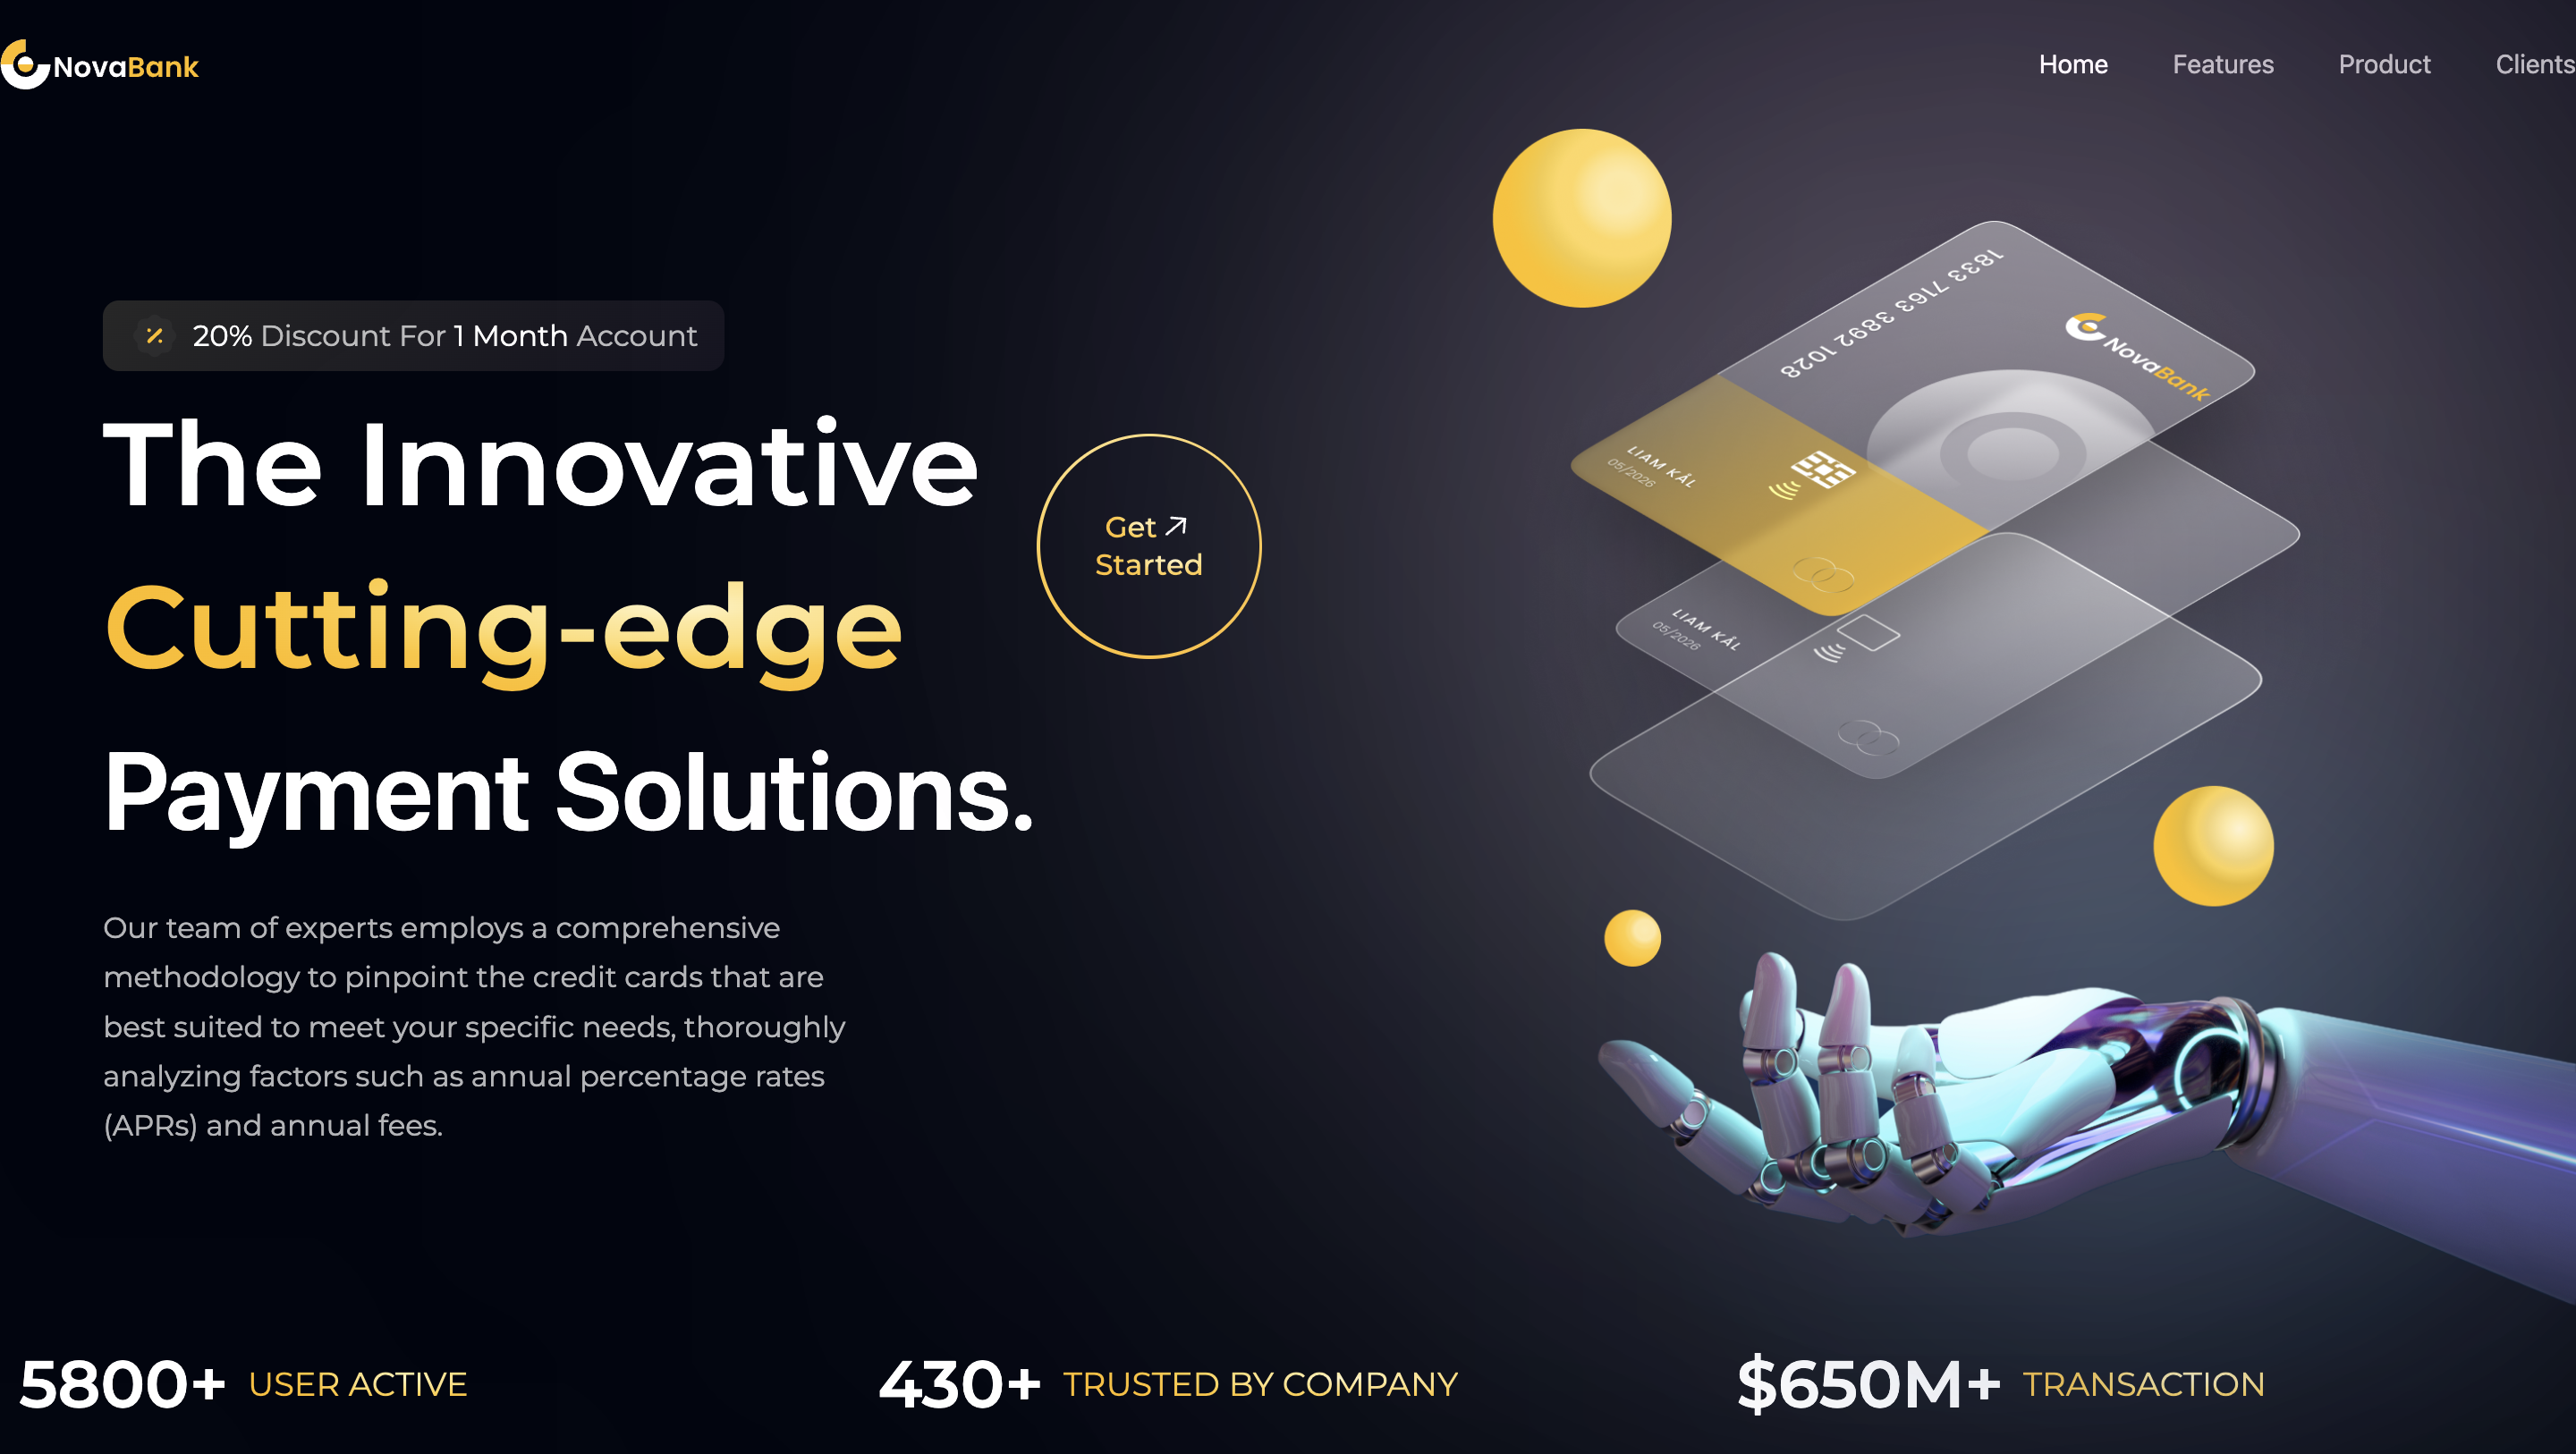 NovaBank
Home Features Product Clients
20% Discount For 1 Month Account
The Innovative
Cutting-edge
Payment Solutions.
Get
Started
Our team of experts employs a comprehensive
methodology to pinpoint the credit cards that are
best suited to meet your specific needs, thoroughly
analyzing factors such as annual percentage rates
(APRs) and annual fees.
1833 7163 3892 1028
NovaBank
LIAM KÅL
05/2026
LIAM KÅL
05/2026
5800+ USER ACTIVE
430+ TRUSTED BY COMPANY
$650M+ TRANSACTION